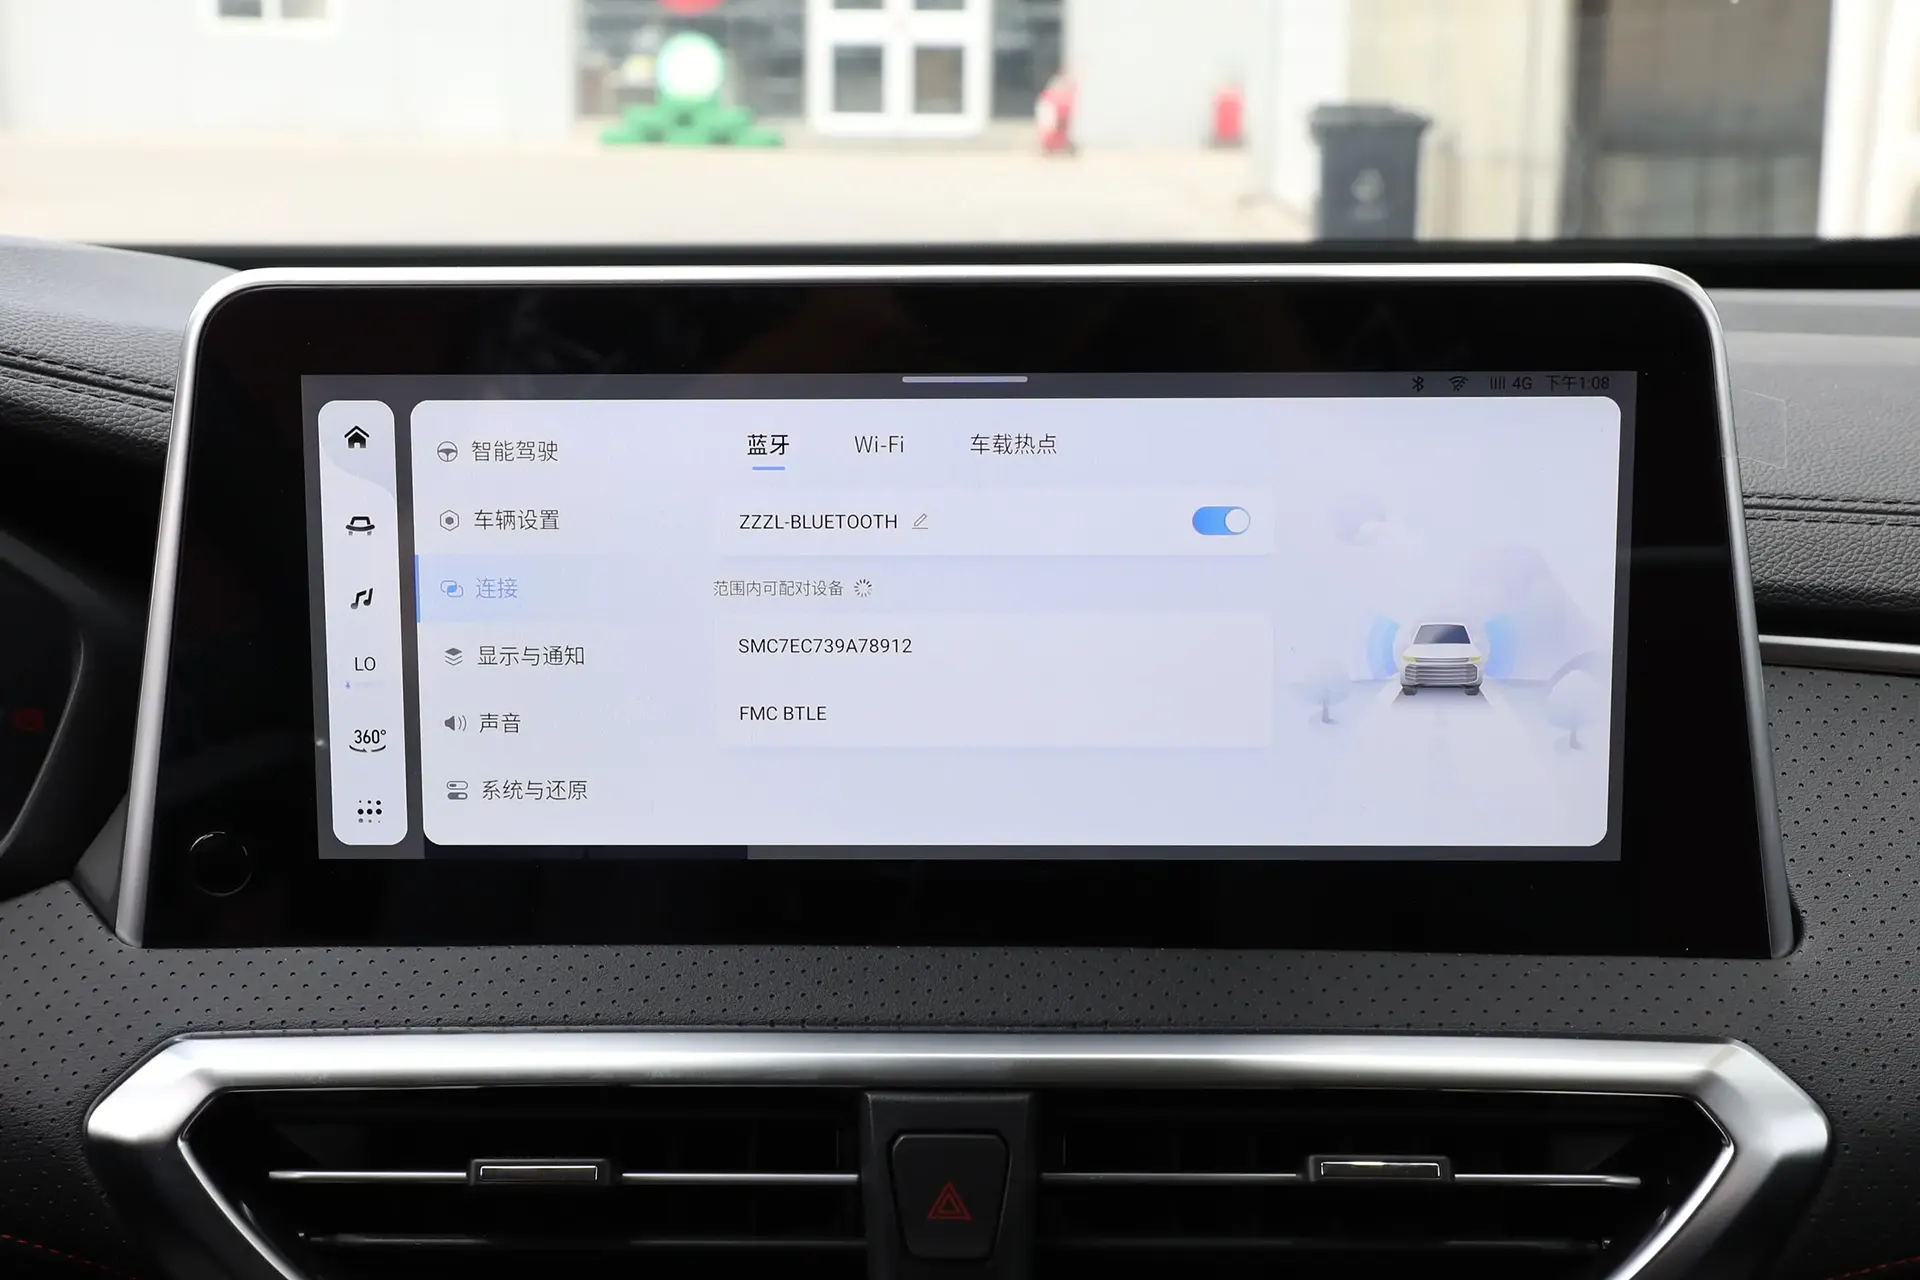 4G 下午1:08
LO
360°
智能驾驶
车辆设置
连接
显示与通知
声音
系统与还原
蓝牙 Wi-Fi 车载热点
ZZZL-BLUETOOTH
范围内可配对设备
SMC7EC739A78912
FMC BTLE